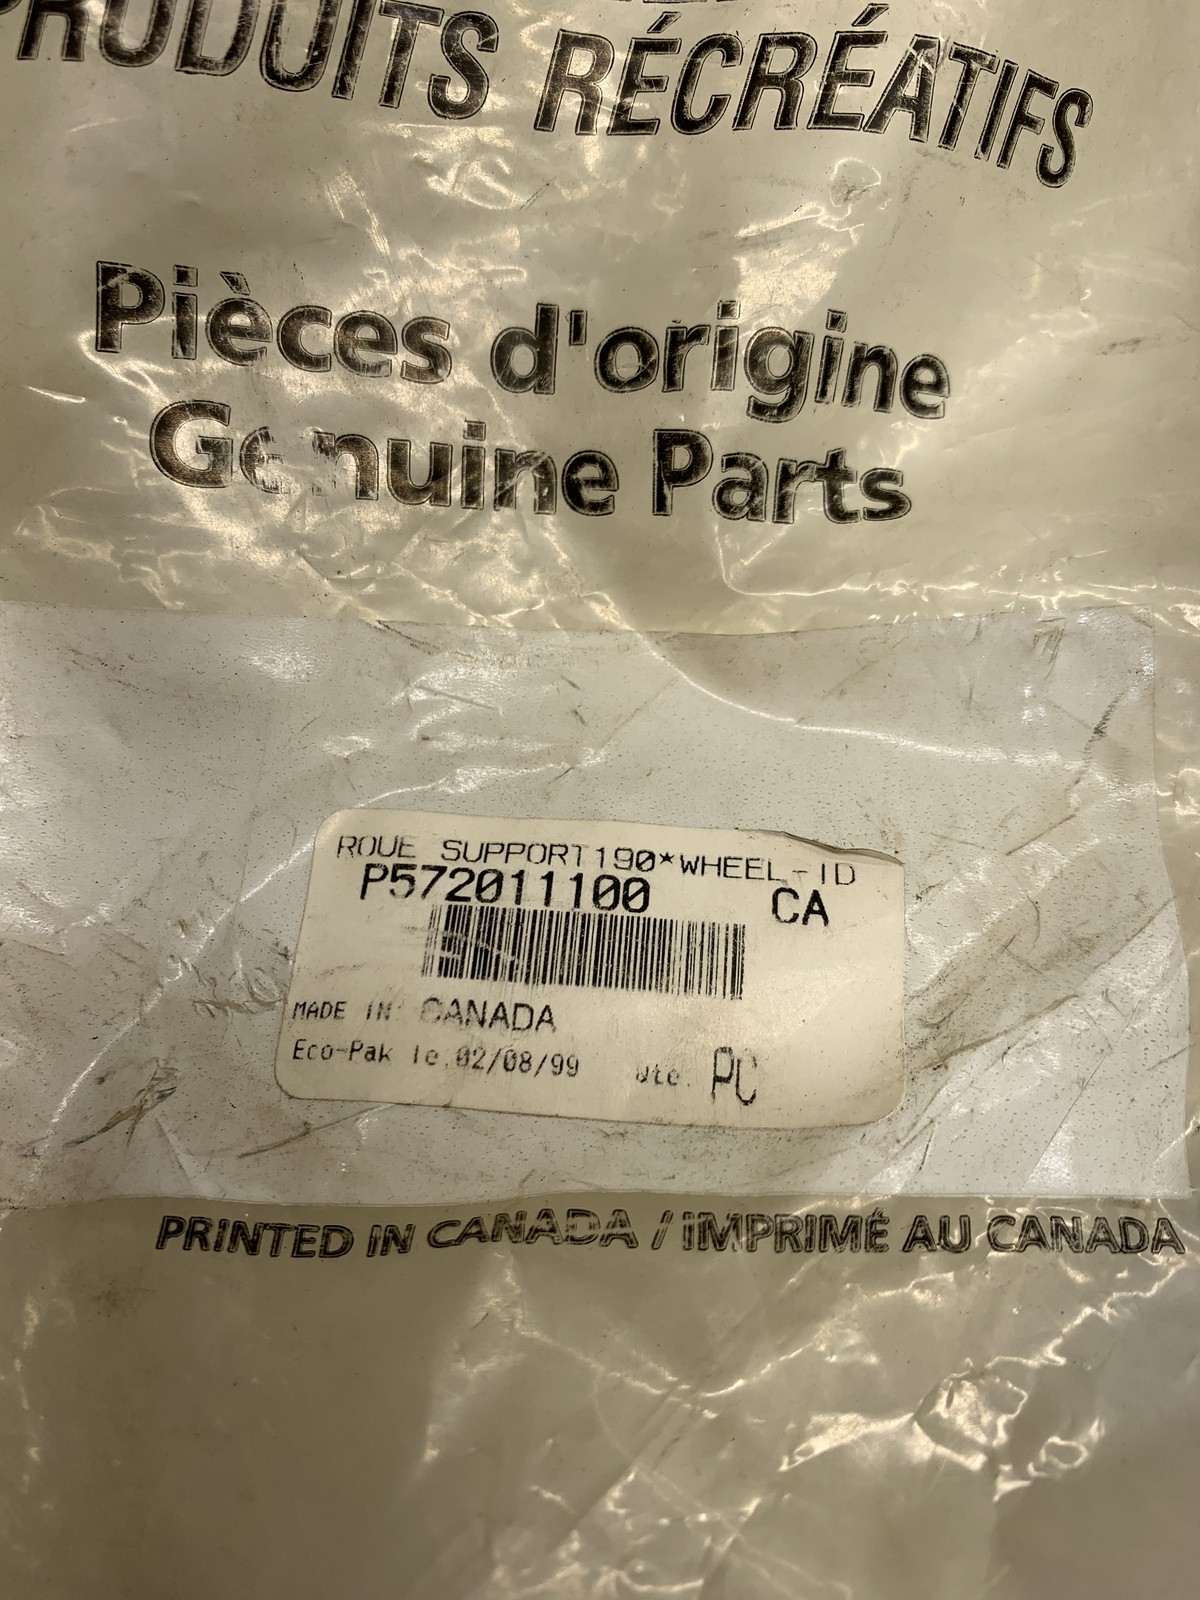 PRODUITS RÉCRÉATIFS
Pièces d'origine
Genuine Parts
ROUE SUPPORT190*WHEEL-ID
P572011100 CA
MADE IN CANADA
Eco-Pak le.02/08/99 Qte. PC
PRINTED IN CANADA / IMPRIMÉ AU CANADA